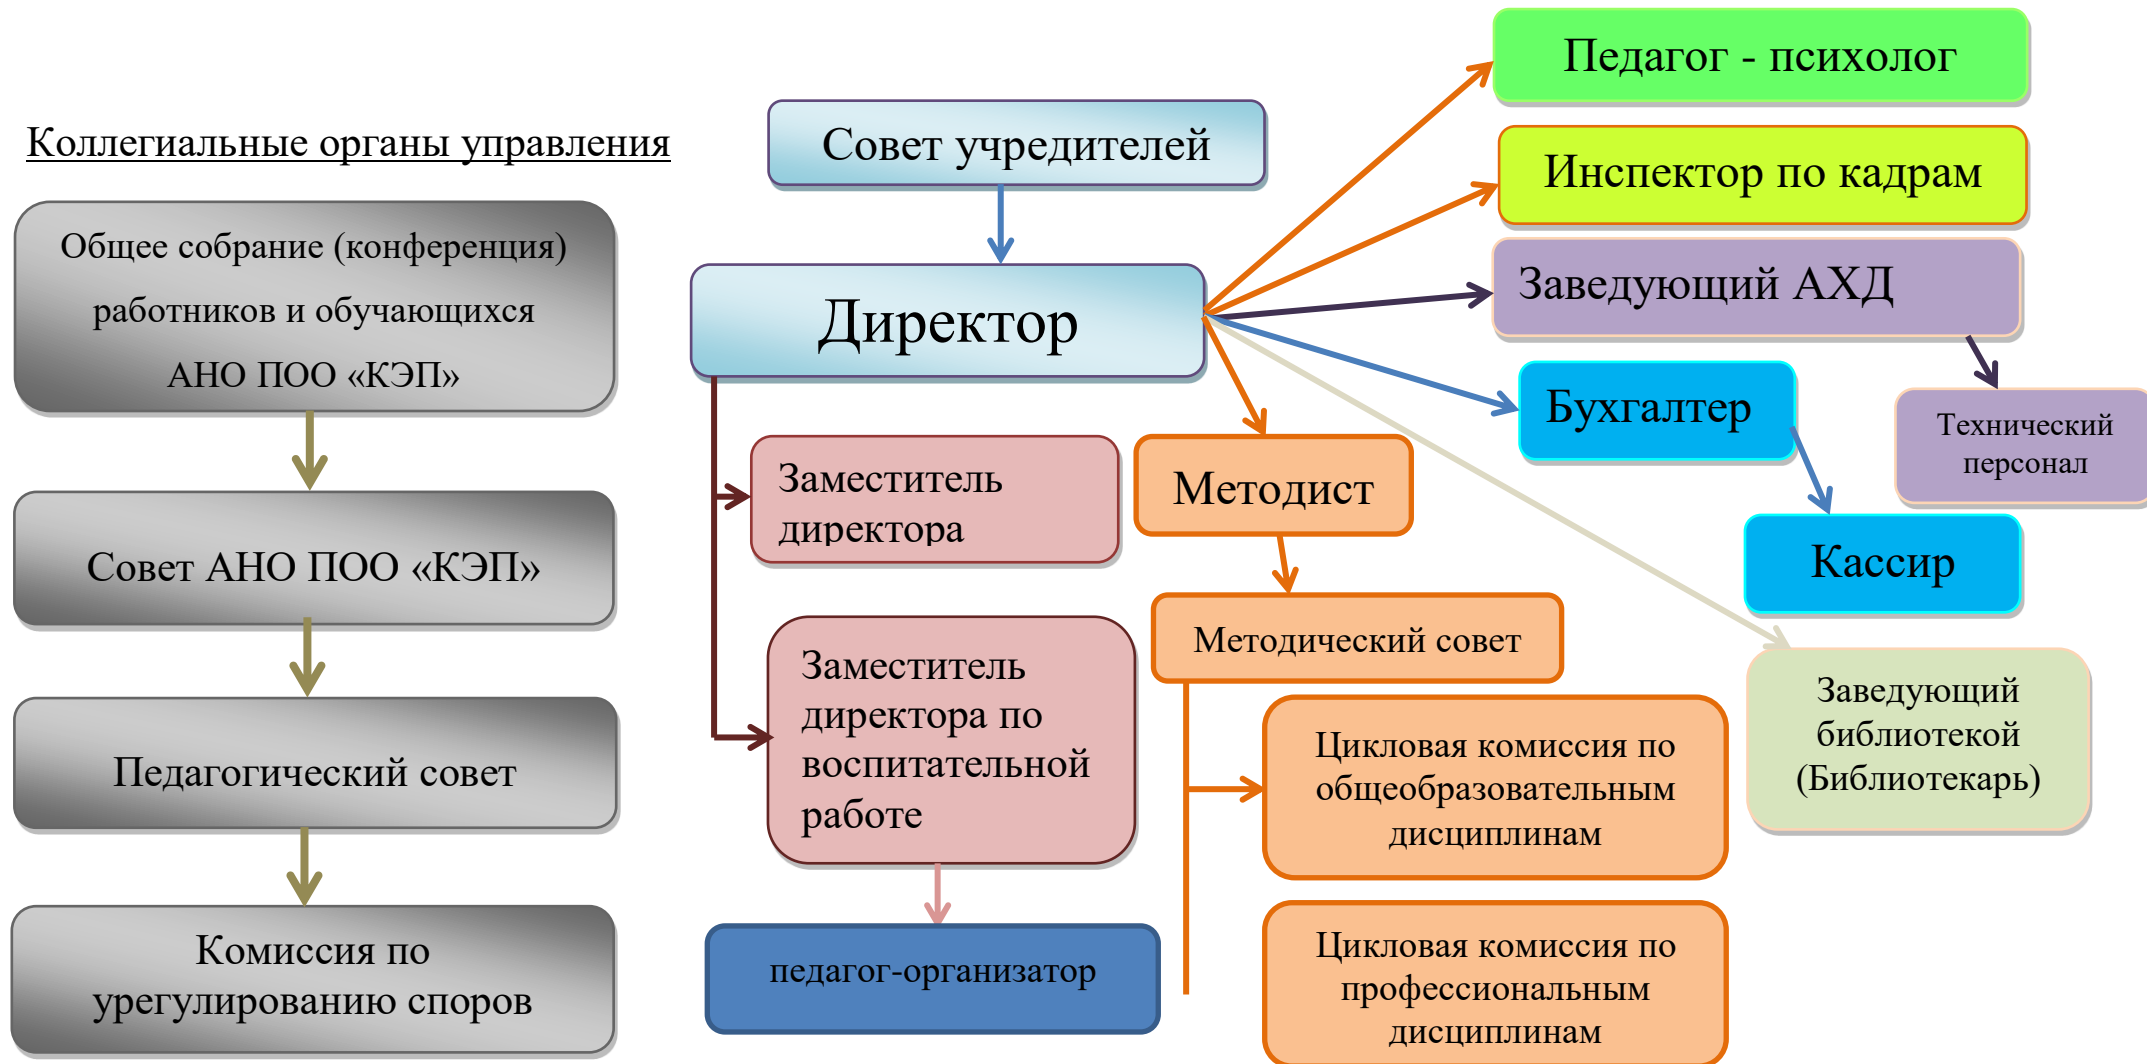 Коллегиальные органы управления
Общее собрание (конференция)
работников и обучающихся
АНО ПОО «КЭП»
Совет АНО ПОО «КЭП»
Педагогический совет
Комиссия по
урегулированию споров
Совет учредителей
Директор
Заместитель
директора
Заместитель
директора по
воспитательной
работе
педагог-организатор
Методист
Методический совет
Цикловая комиссия по
общеобразовательным
дисциплинам
Цикловая комиссия по
профессиональным
дисциплинам
Педагог - психолог
Инспектор по кадрам
Заведующий АХД
Технический
персонал
Бухгалтер
Кассир
Заведующий
библиотекой
(Библиотекарь)